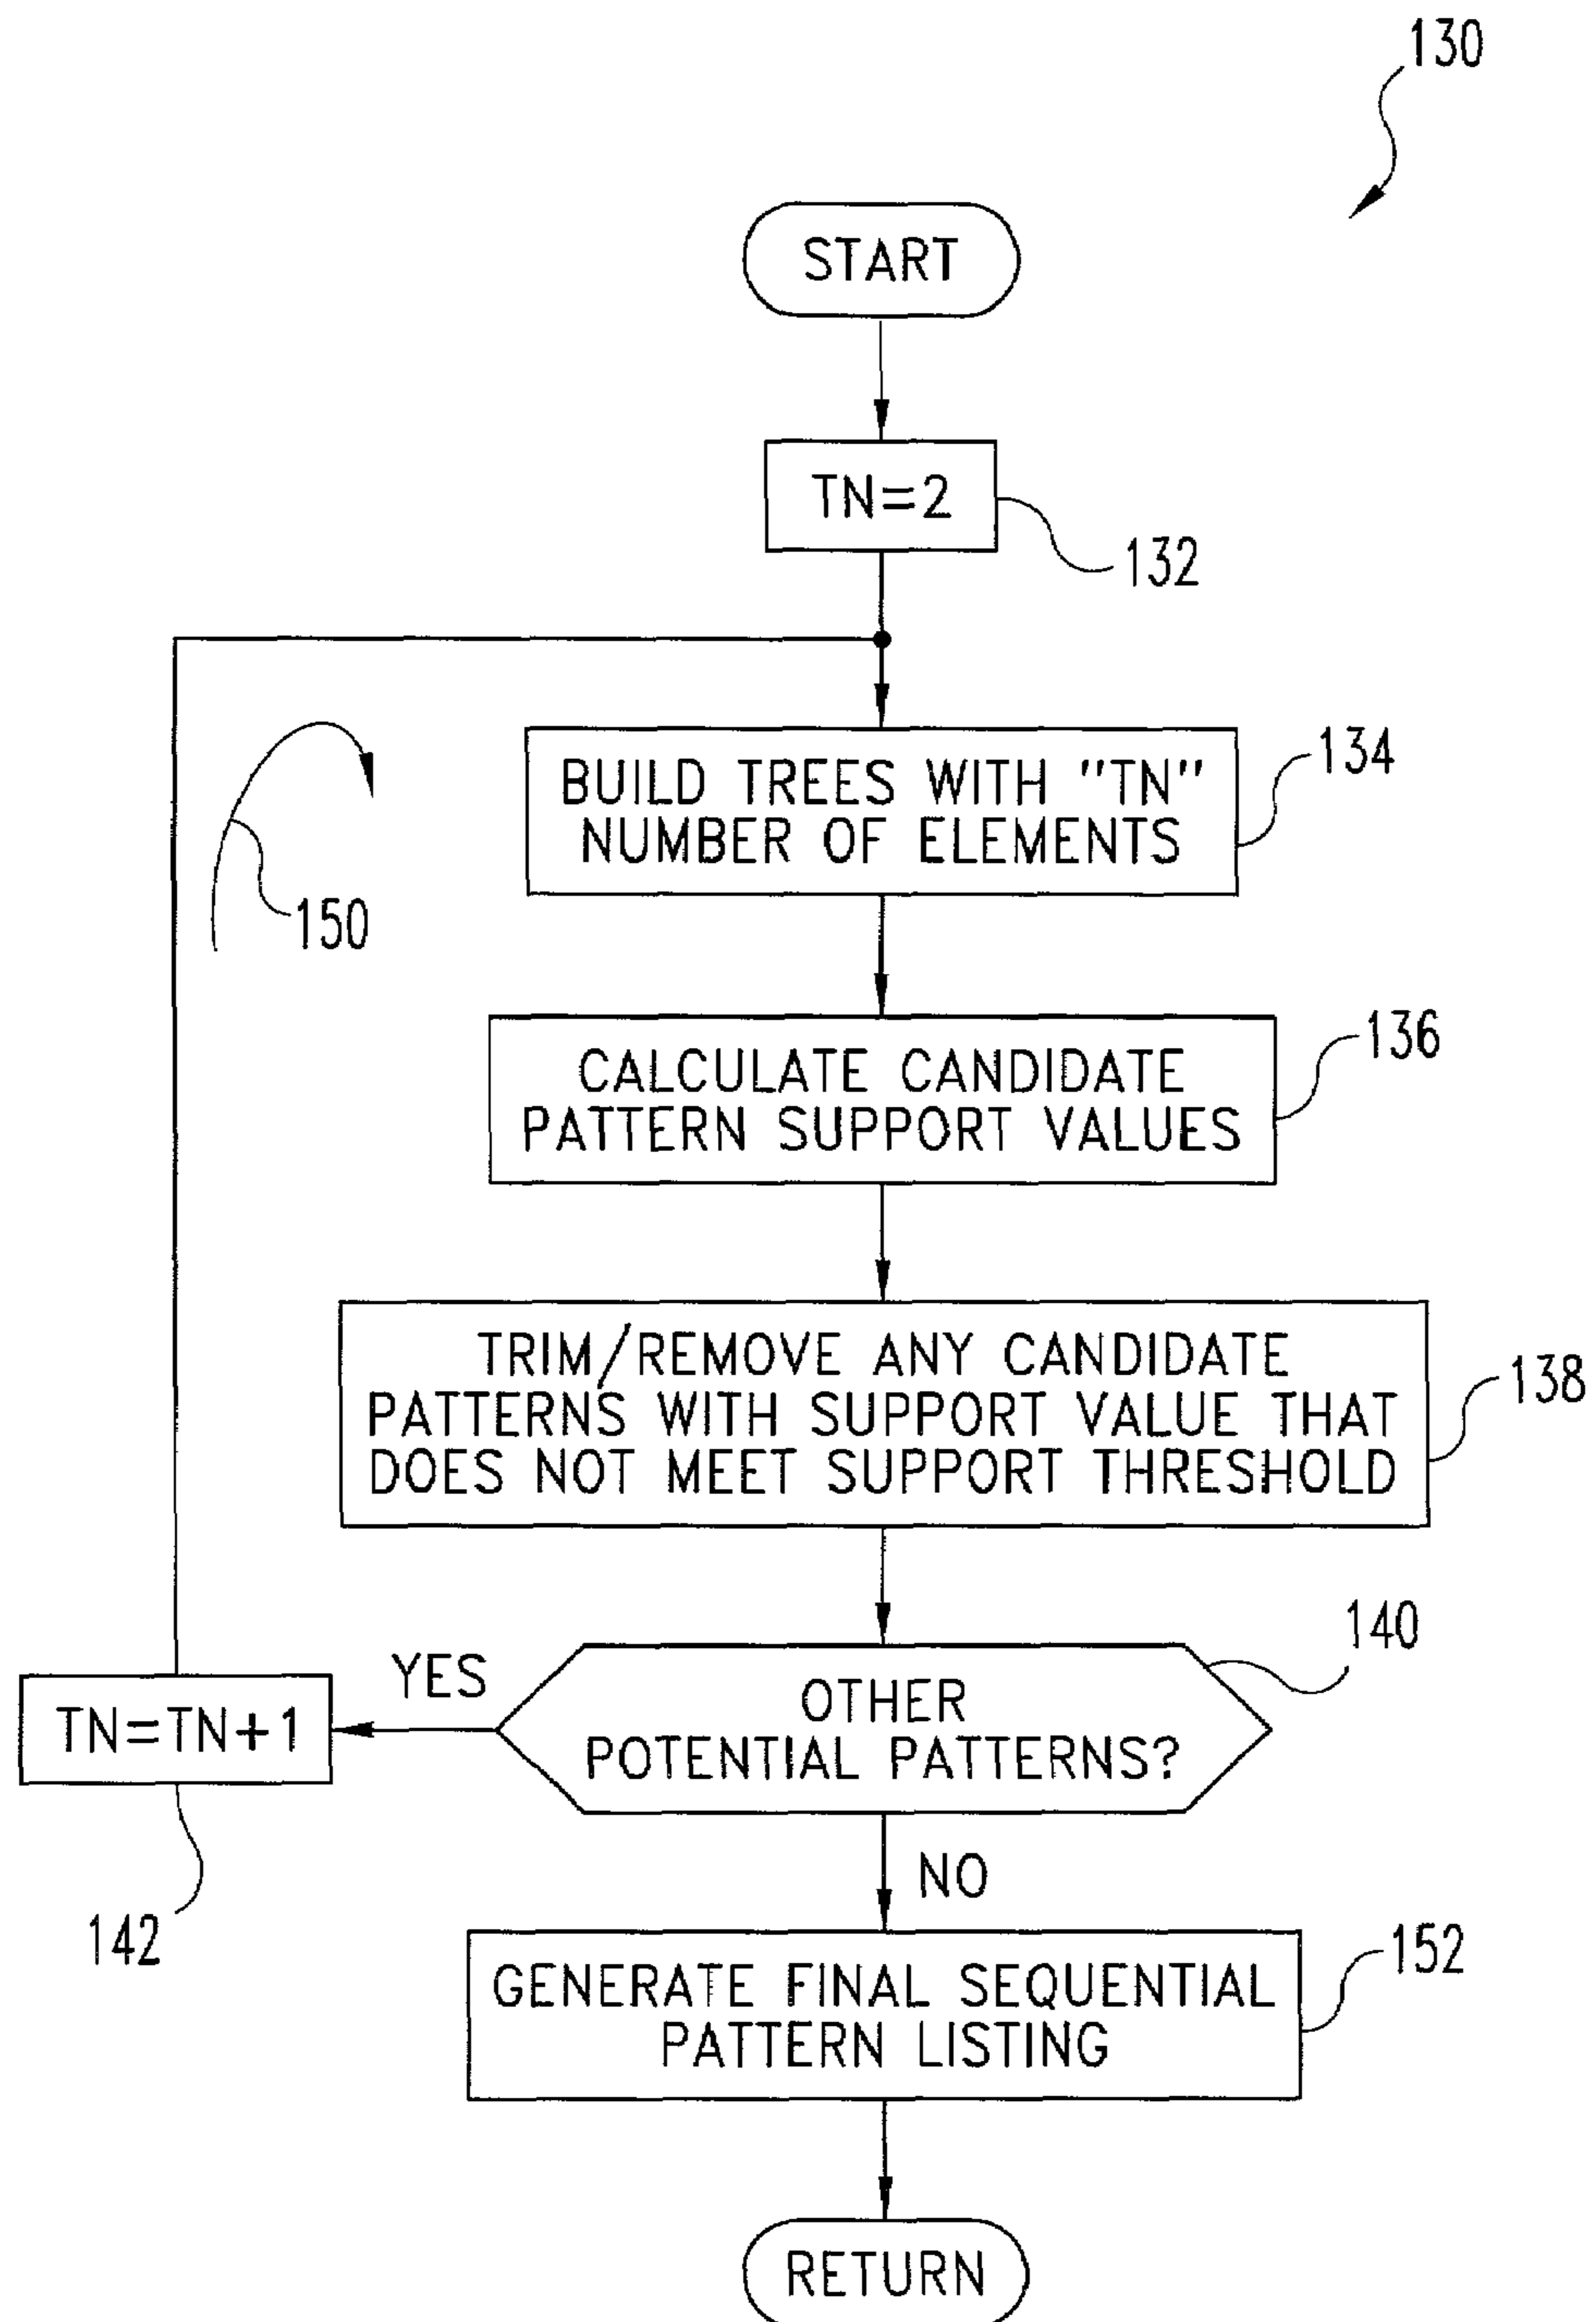 130
START
TN=2
132
BUILD TREES WITH "TN"
NUMBER OF ELEMENTS
134
150
CALCULATE CANDIDATE
PATTERN SUPPORT VALUES
136
TRIM/REMOVE ANY CANDIDATE
PATTERNS WITH SUPPORT VALUE THAT
DOES NOT MEET SUPPORT THRESHOLD
138
140
OTHER
POTENTIAL PATTERNS?
YES
TN=TN+1
142
NO
GENERATE FINAL SEQUENTIAL
PATTERN LISTING
152
RETURN